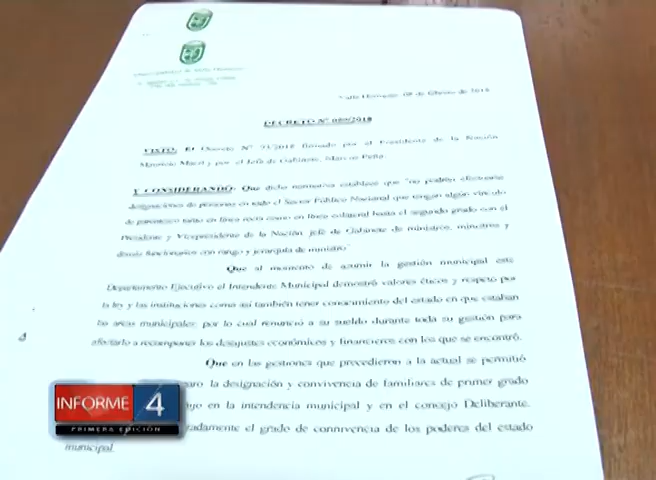 Valle Hermoso, 08 de febrero de 2018
DECRETO Nº /2018
VISTO: El Decreto Nº 93/2018 firmado por el Presidente de la Nación
Mauricio Macri y por el Jefe de Gabinete, Marcos Peña.
Y CONSIDERANDO: Que dicha normativa establece que "no podrán efectuarse
designaciones de personas en todo el Sector Público Nacional que tengan algún vínculo
de parentesco tanto en línea recta como en línea colateral hasta el segundo grado con el
Presidente y Vicepresidente de la Nación, jefe de Gabinete de ministros, ministros y
demás funcionarios con rango y jerarquía de ministro"
Que al momento de asumir la gestión municipal este
Departamento Ejecutivo el Intendente Municipal demostró valores éticos y respeto por
la ley y las instituciones como así también tener conocimiento del estado en que estaban
las áreas municipales, por lo cual renunció a su sueldo durante toda su gestión para
afectarlo a recomponer los desajustes económicos y financieros con los que se encontró.
Que en las gestiones que precedieron a la actual se permitió
la designación y convivencia de familiares de primer grado
en la intendencia municipal y en el concejo Deliberante,
el grado de connivencia de los poderes del estado
municipal.
INFORME 4
PRIMERA EDICION